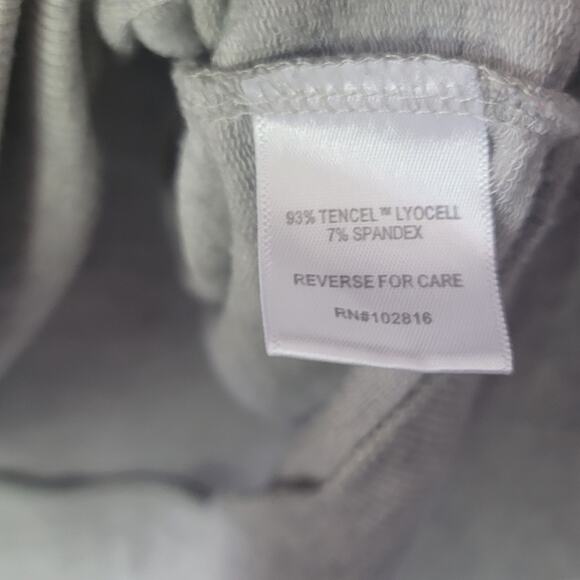 93% TENCEL™ LYOCELL
7% SPANDEX
REVERSE FOR CARE
RN#102816